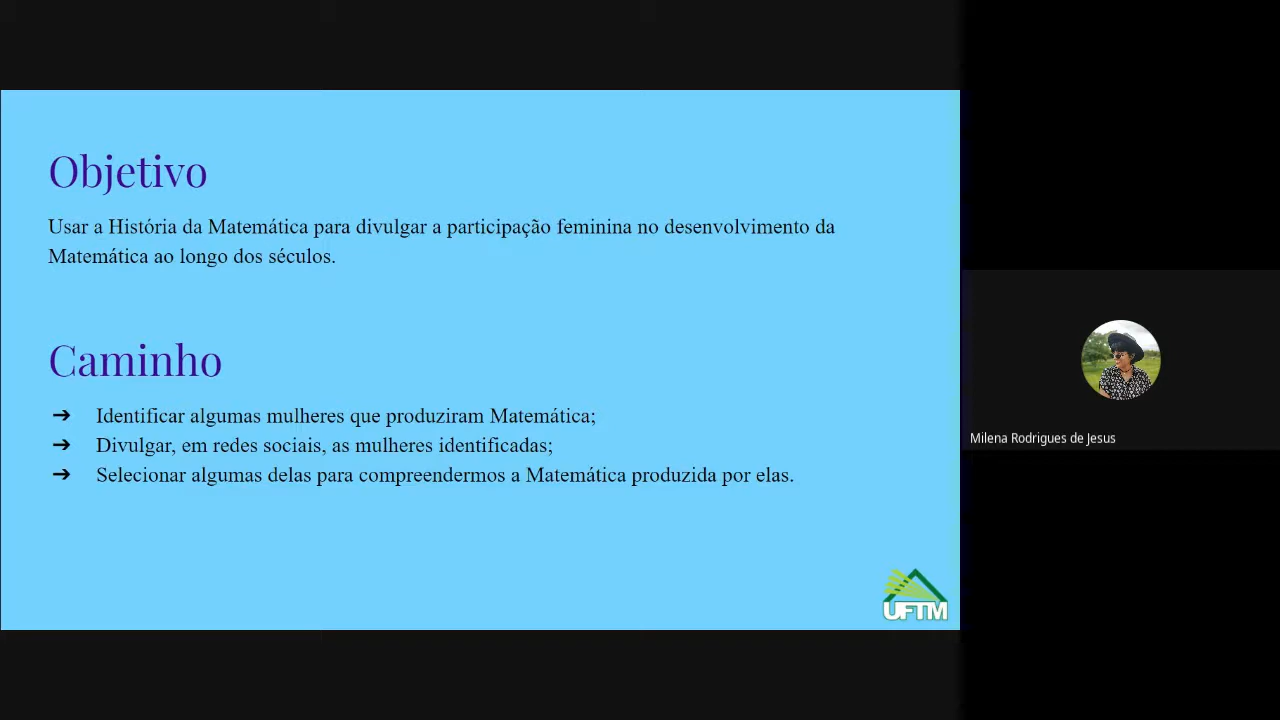 Objetivo
Usar a História da Matemática para divulgar a participação feminina no desenvolvimento da
Matemática ao longo dos séculos.
Caminho
➔ Identificar algumas mulheres que produziram Matemática;
➔ Divulgar, em redes sociais, as mulheres identificadas;
➔ Selecionar algumas delas para compreendermos a Matemática produzida por elas.
UFTM
Milena Rodrigues de Jesus